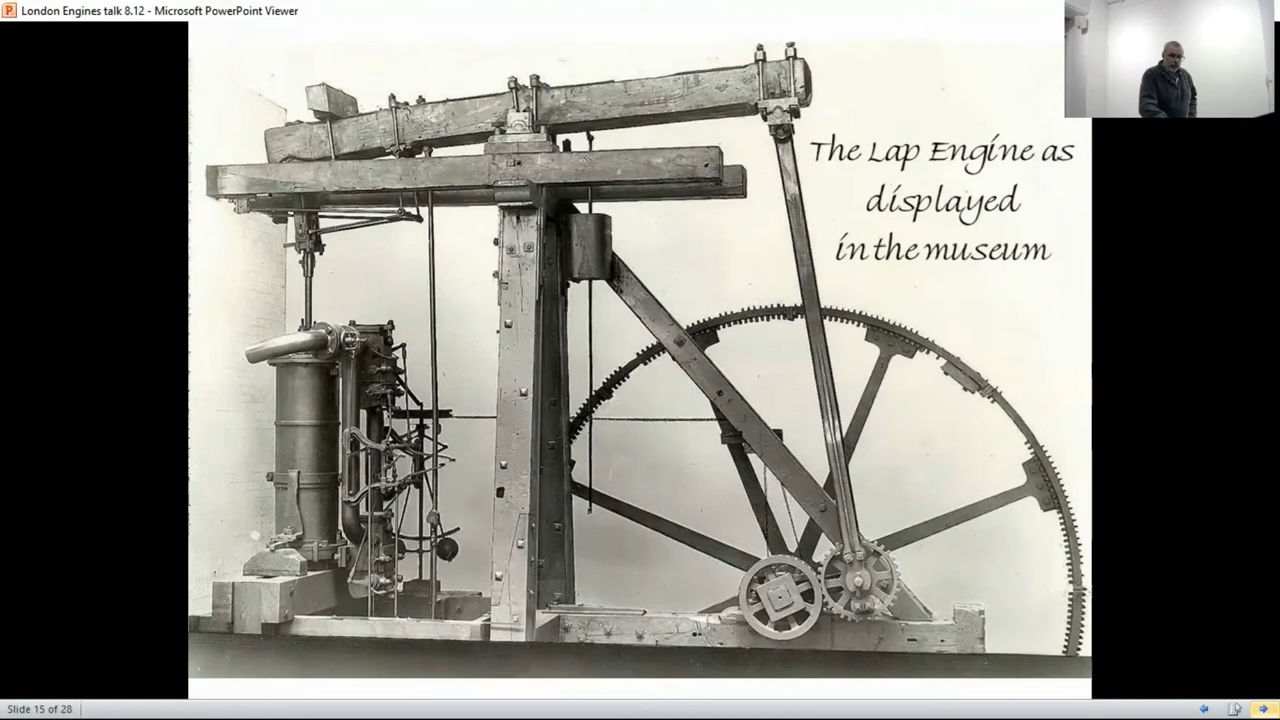 London Engines talk 8.12 - Microsoft PowerPoint Viewer
The Lap Engine as
displayed
in the museum
Slide 15 of 28